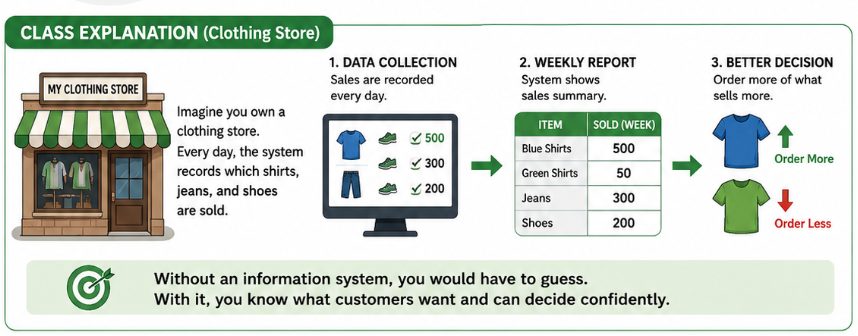 CLASS EXPLANATION (Clothing Store)
MY CLOTHING STORE
Imagine you own a
clothing store.
Every day, the system
records which shirts,
jeans, and shoes
are sold.
1. DATA COLLECTION
Sales are recorded
every day.
500
300
200
2. WEEKLY REPORT
System shows
sales summary.
ITEM SOLD (WEEK)
Blue Shirts 500
Green Shirts 50
Jeans 300
Shoes 200
3. BETTER DECISION
Order more of what
sells more.
Order More
Order Less
Without an information system, you would have to guess.
With it, you know what customers want and can decide confidently.